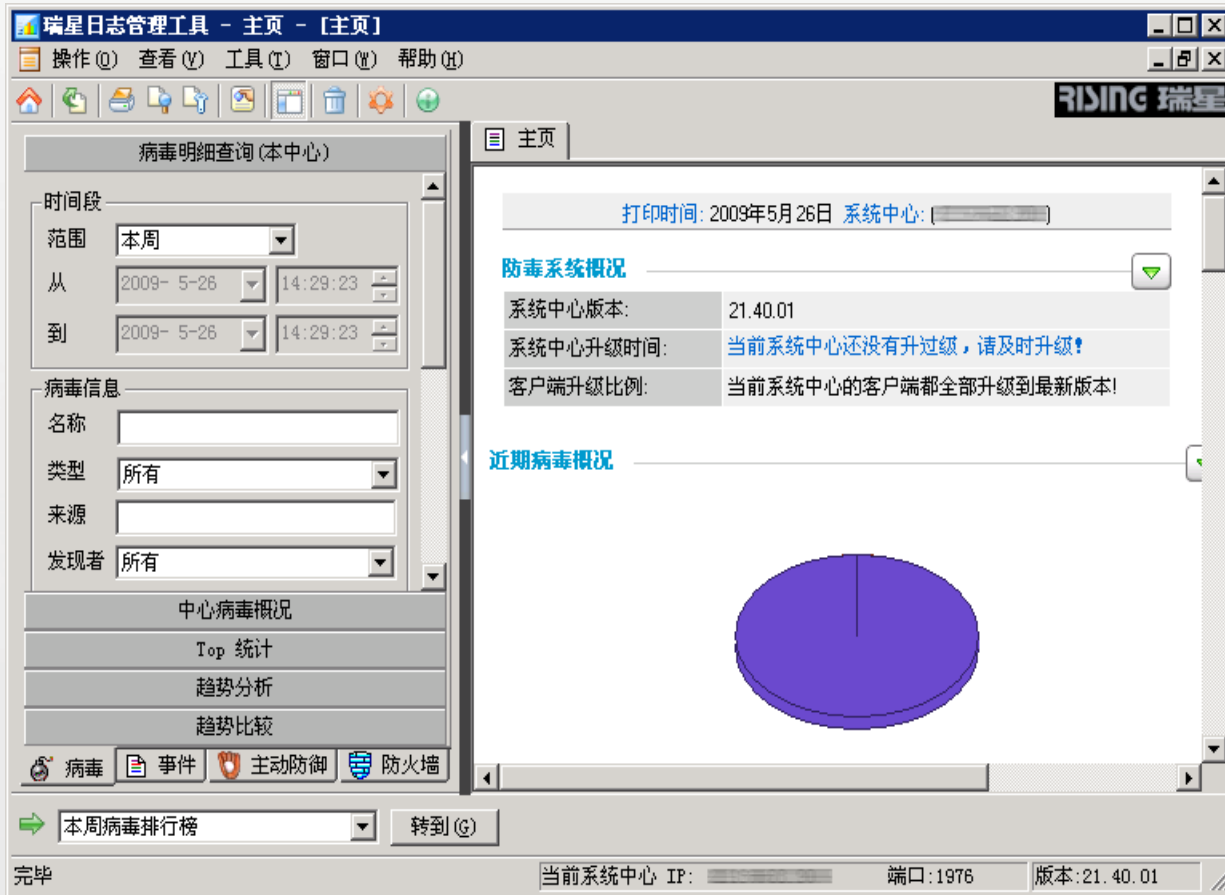 瑞星日志管理工具 - 主页 - [主页]
操作(O) 查看(V) 工具(T) 窗口(W) 帮助(H)
RISING 瑞星
病毒明细查询(本中心)
时间段
范围 本周
从 2009- 5-26 14:29:23
到 2009- 5-26 14:29:23
病毒信息
名称
类型 所有
来源
发现者 所有
中心病毒概况
Top 统计
趋势分析
趋势比较
病毒 事件 主动防御 防火墙
主页
打印时间: 2009年5月26日 系统中心: ( )
防毒系统概况
系统中心版本: 21.40.01
系统中心升级时间: 当前系统中心还没有升过级，请及时升级!
客户端升级比例: 当前系统中心的客户端都全部升级到最新版本!
近期病毒概况
本周病毒排行榜 转到(G)
完毕 当前系统中心 IP: 端口:1976 版本:21.40.01